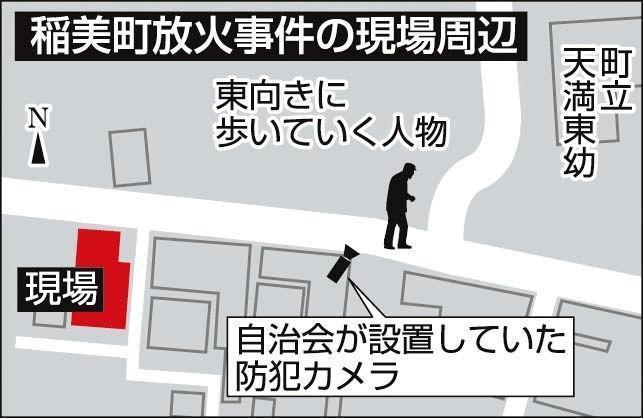 稲美町放火事件の現場周辺
東向きに
歩いていく人物
町立
天満東幼
N
現場
自治会が設置していた
防犯カメラ